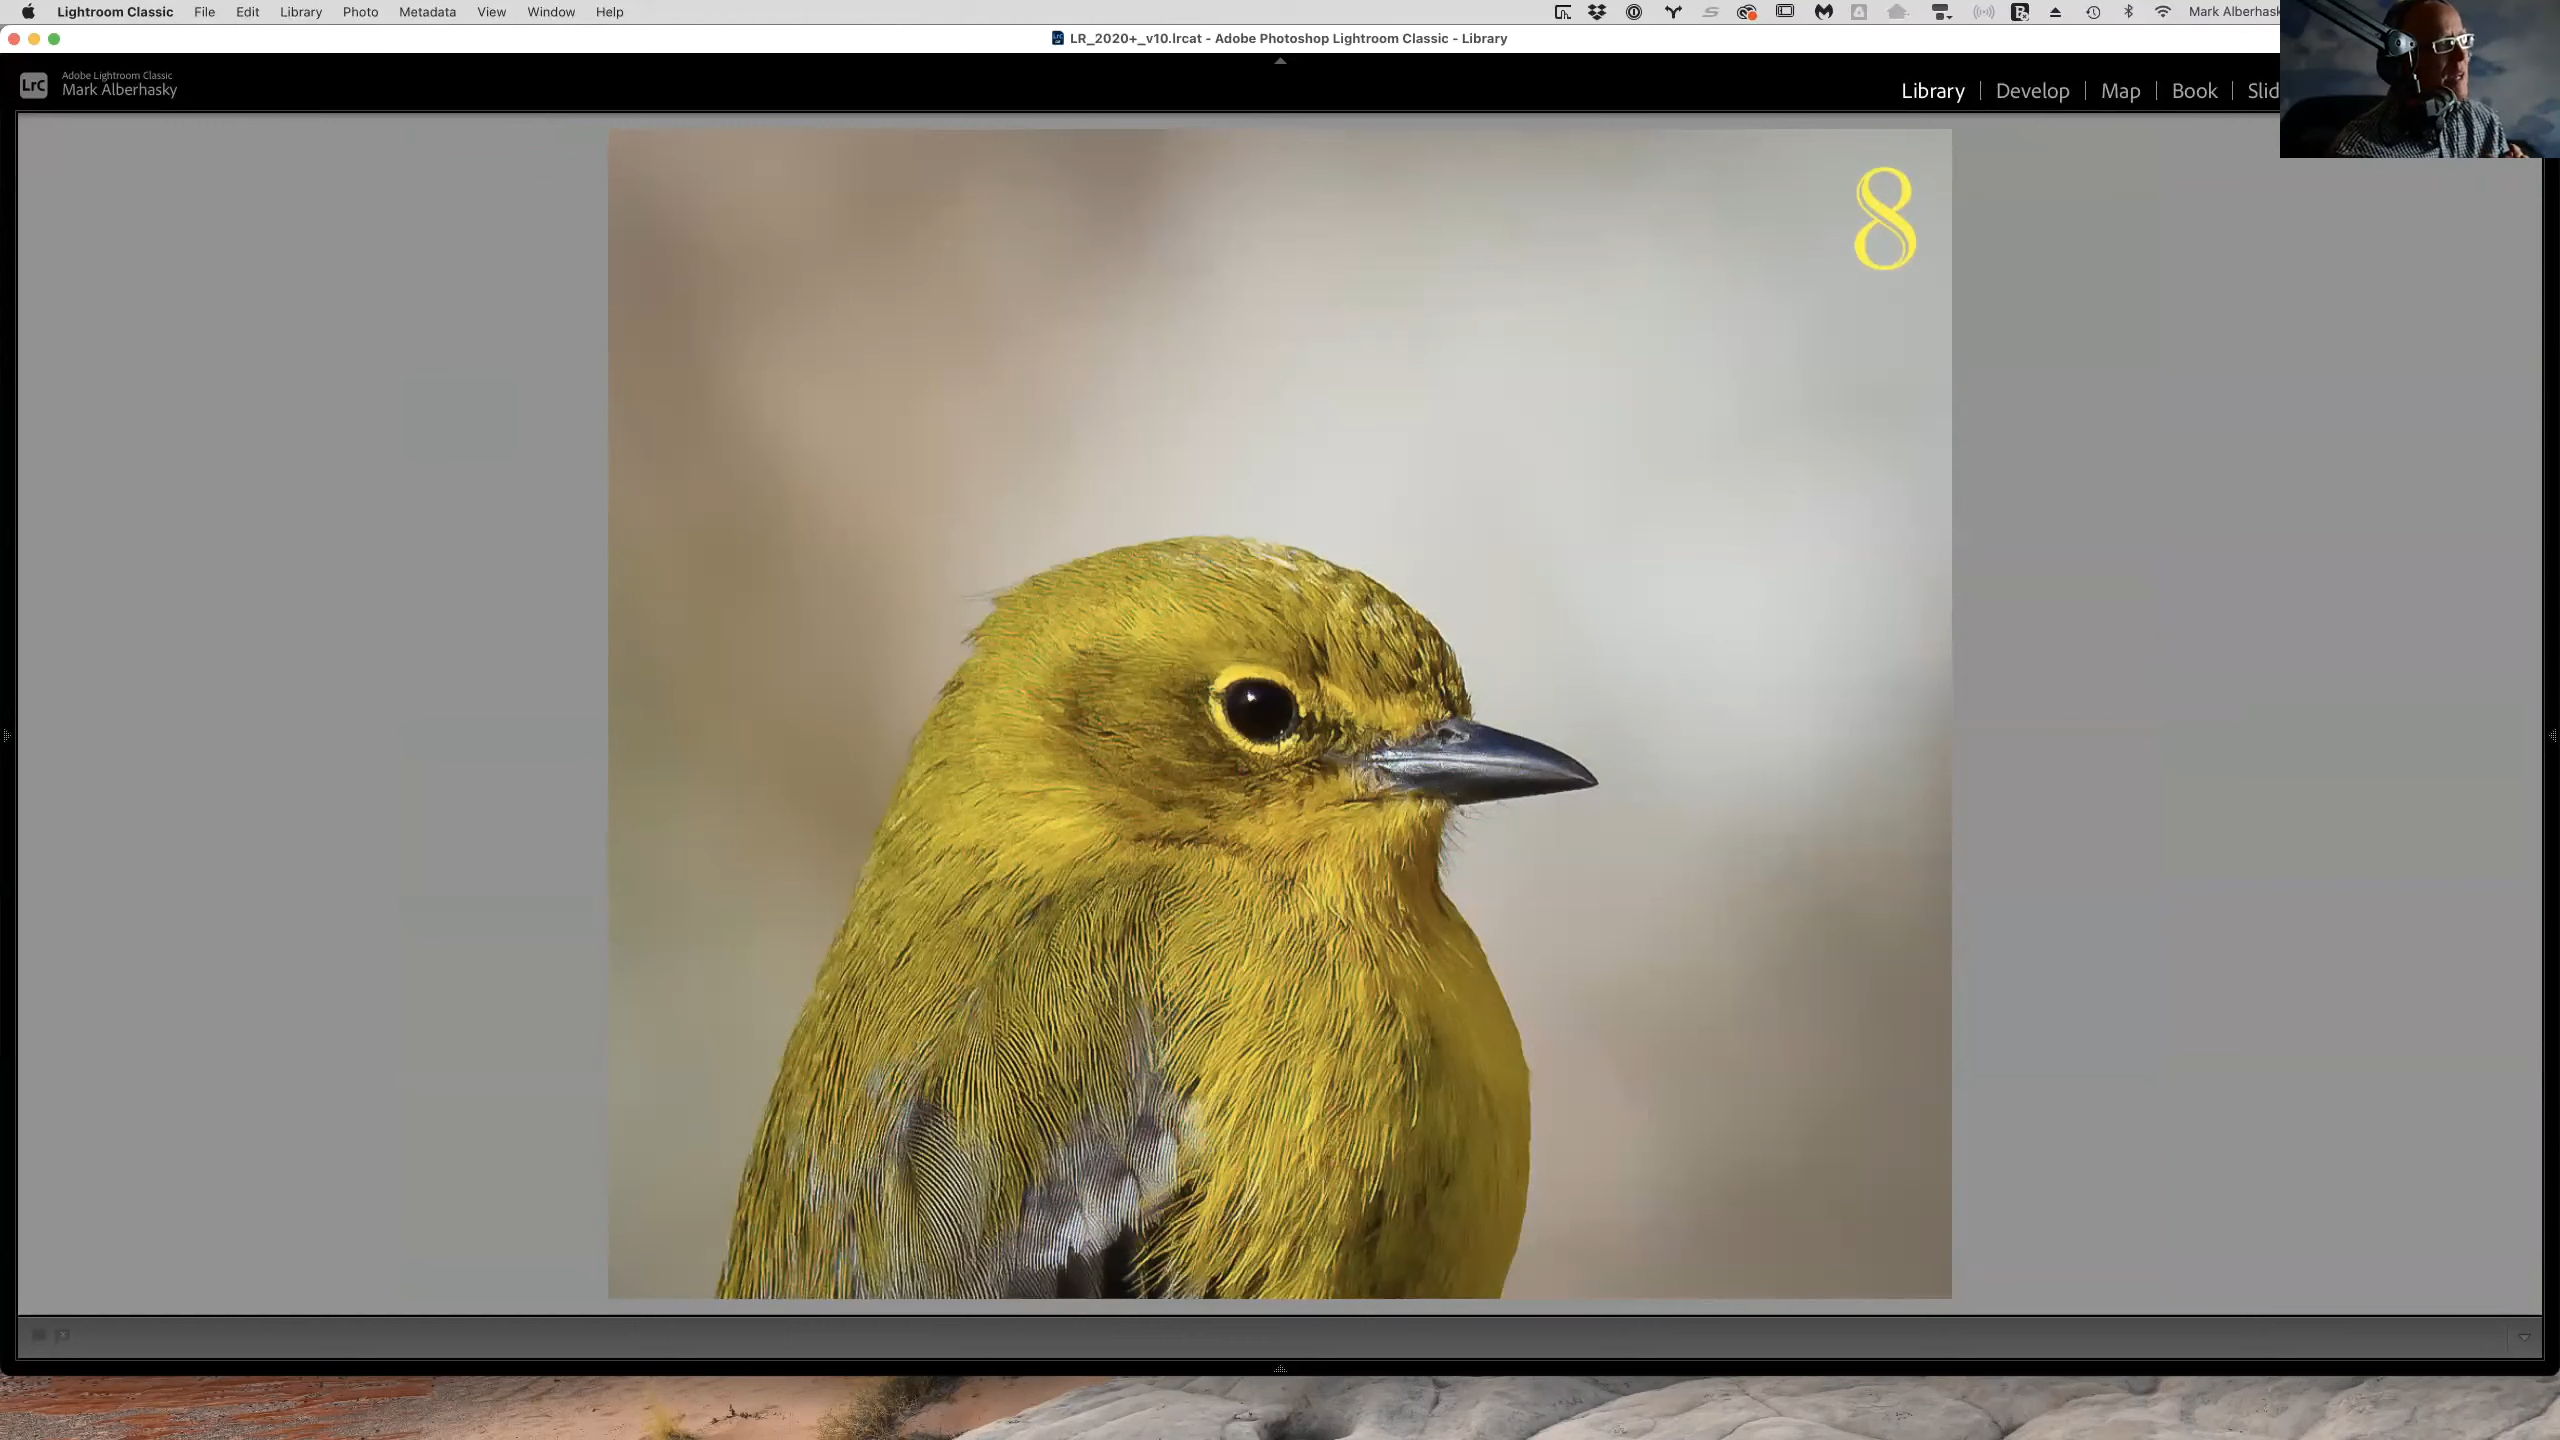 Lightroom Classic File Edit Library Photo Metadata View Window Help Mark Alberhask
LR_2020+_v10.lrcat - Adobe Photoshop Lightroom Classic - Library
LrC Adobe Lightroom Classic
Mark Alberhasky
Library | Develop | Map | Book | Slid
8